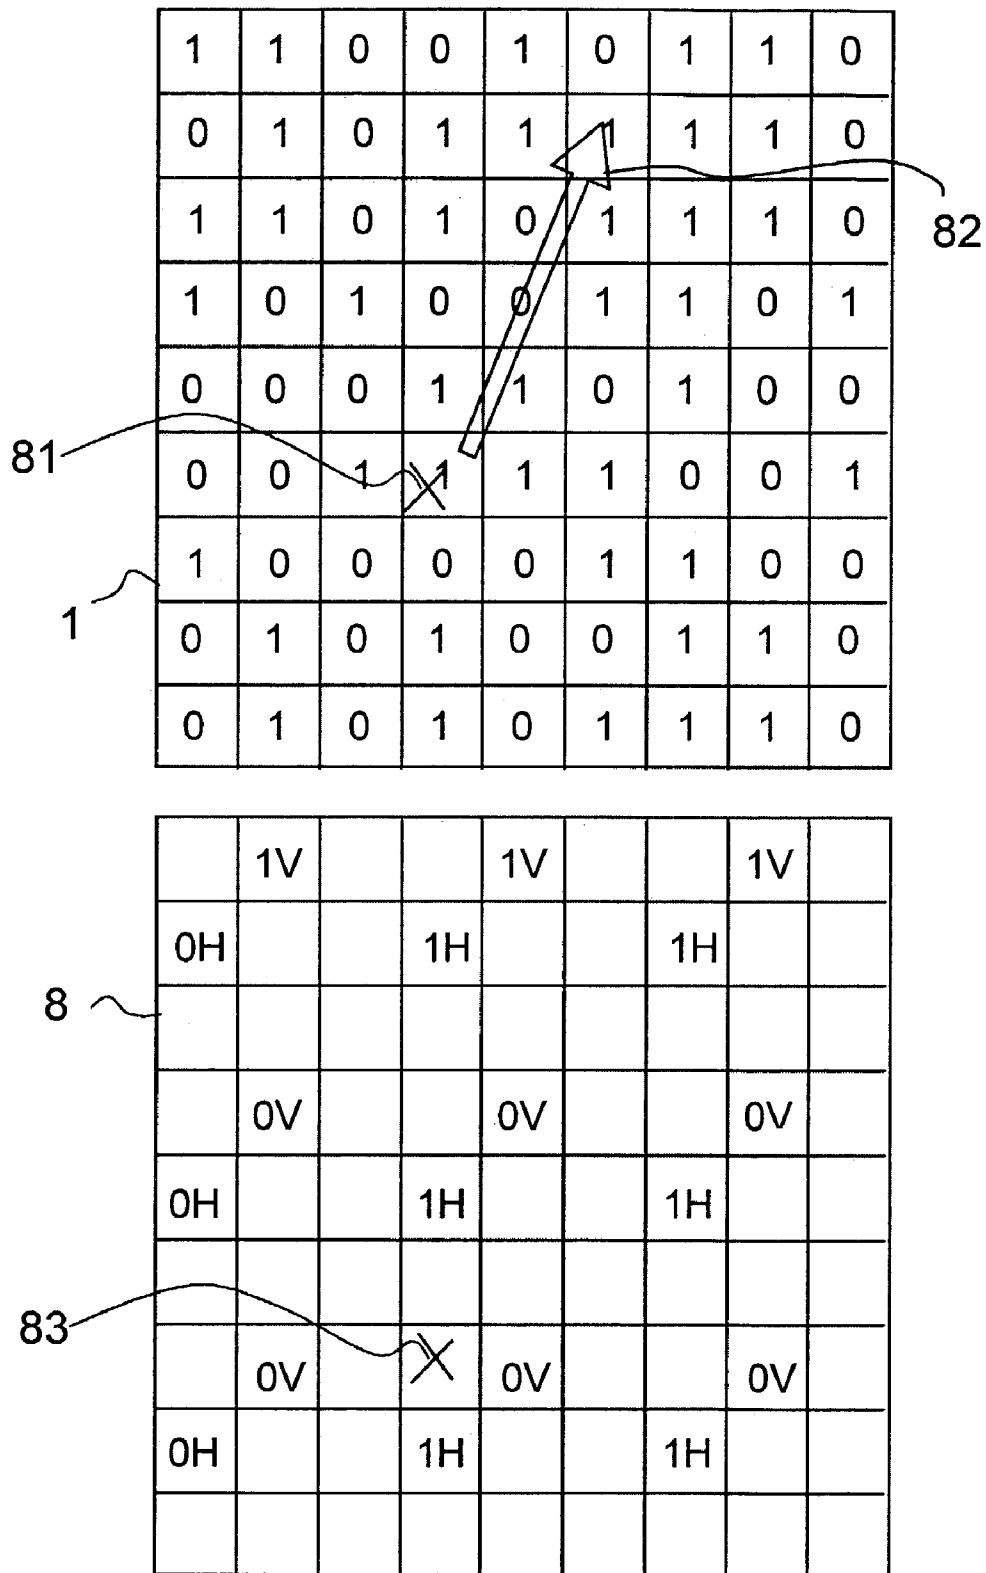 1 1 0 0 1 0 1 1 0
0 1 0 1 1 1 1 1 0
1 1 0 1 0 1 1 1 0
82
1 0 1 0 0 1 1 0 1
0 0 0 1 1 0 1 0 0
81
0 0 1 1 1 1 0 0 1
1 0 0 0 0 1 1 0 0
1
0 1 0 1 0 0 1 1 0
0 1 0 1 0 1 1 1 0
1V 1V 1V
0H 1H 1H
8
0V 0V 0V
0H 1H 1H
83
0V 0V 0V
0H 1H 1H